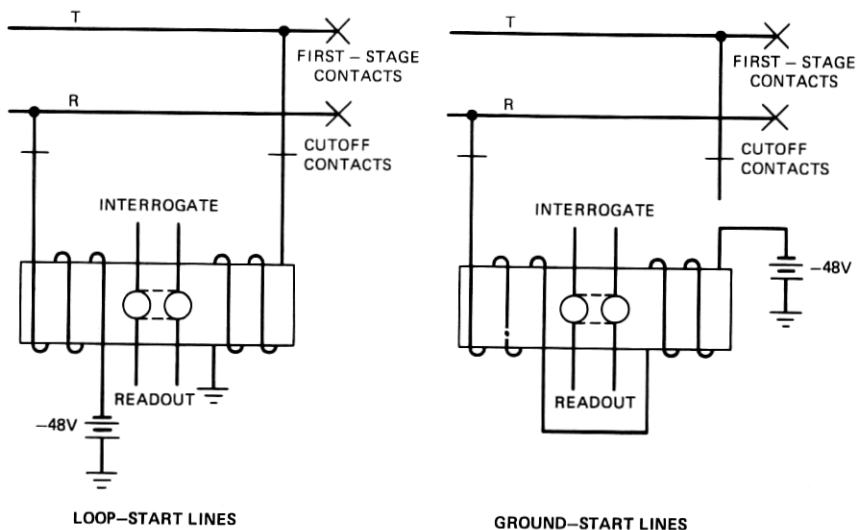 T
FIRST – STAGE
CONTACTS
R
CUTOFF
CONTACTS
INTERROGATE
READOUT
–48V
LOOP–START LINES
T
FIRST – STAGE
CONTACTS
R
CUTOFF
CONTACTS
INTERROGATE
–48V
READOUT
GROUND–START LINES